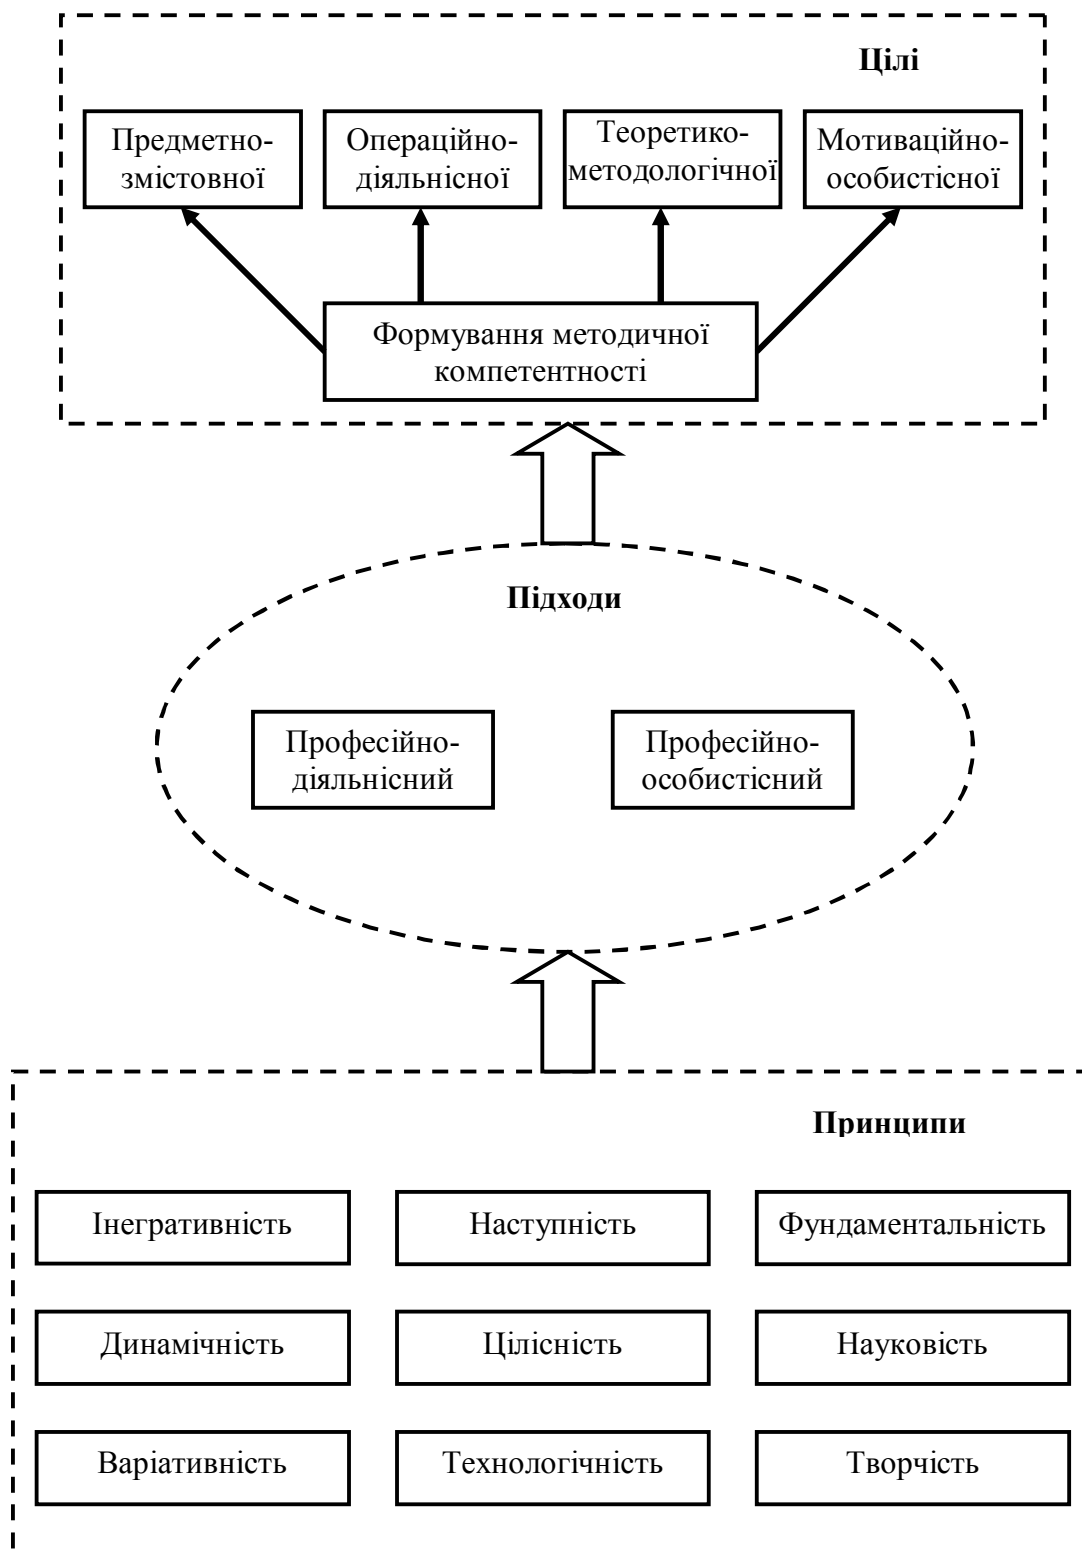 Цілі
Предметно-
змістовної
Операційно-
діяльнісної
Теоретико-
методологічної
Мотиваційно-
особистісної
Формування методичної
компетентності
Підходи
Професійно-
діяльнісний
Професійно-
особистісний
Принципи
Інегративність
Наступність
Фундаментальність
Динамічність
Цілісність
Науковість
Варіативність
Технологічність
Творчість